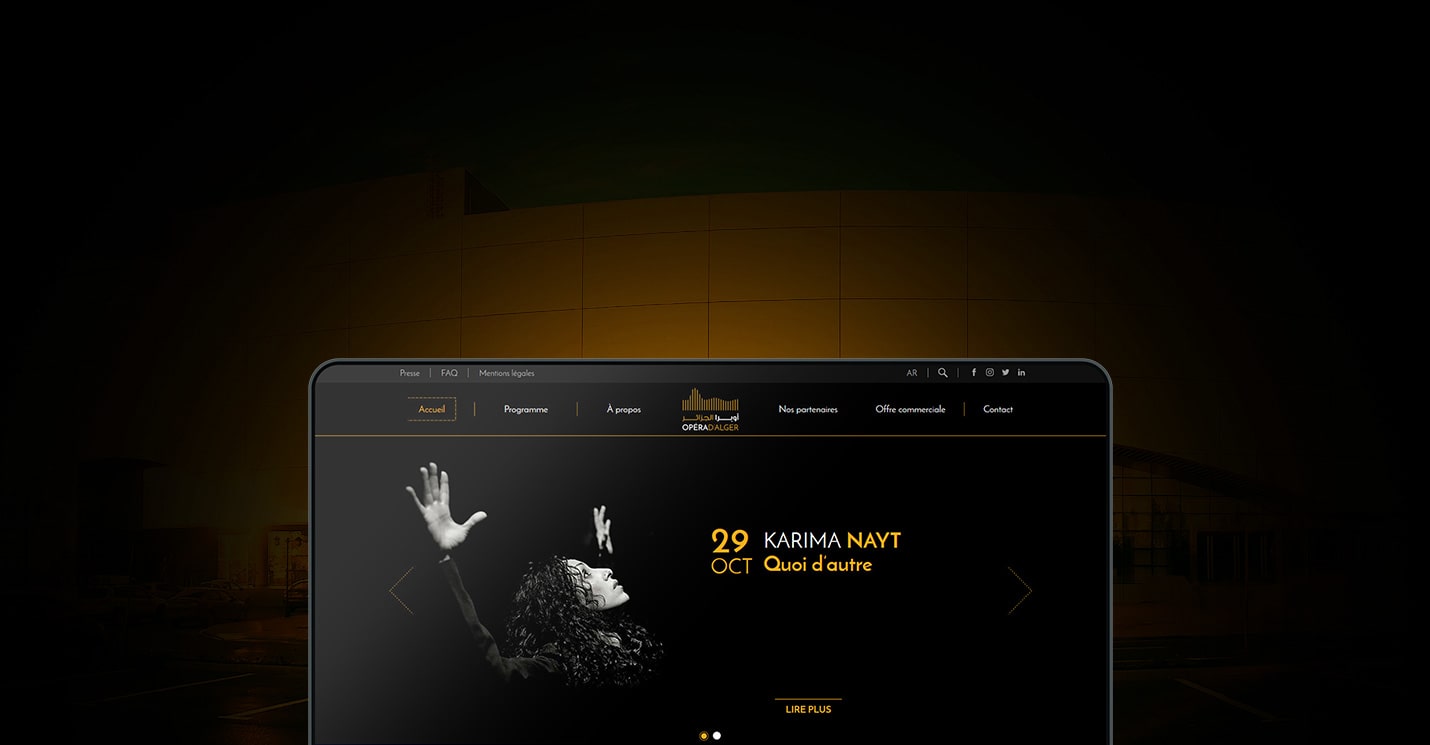 Presse | FAQ | Mentions légales AR
Accueil Programme À propos Nos partenaires Offre commerciale Contact
أوبرا الجزائر
OPÉRA D'ALGER
29 OCT
KARIMA NAYT
Quoi d'autre
LIRE PLUS